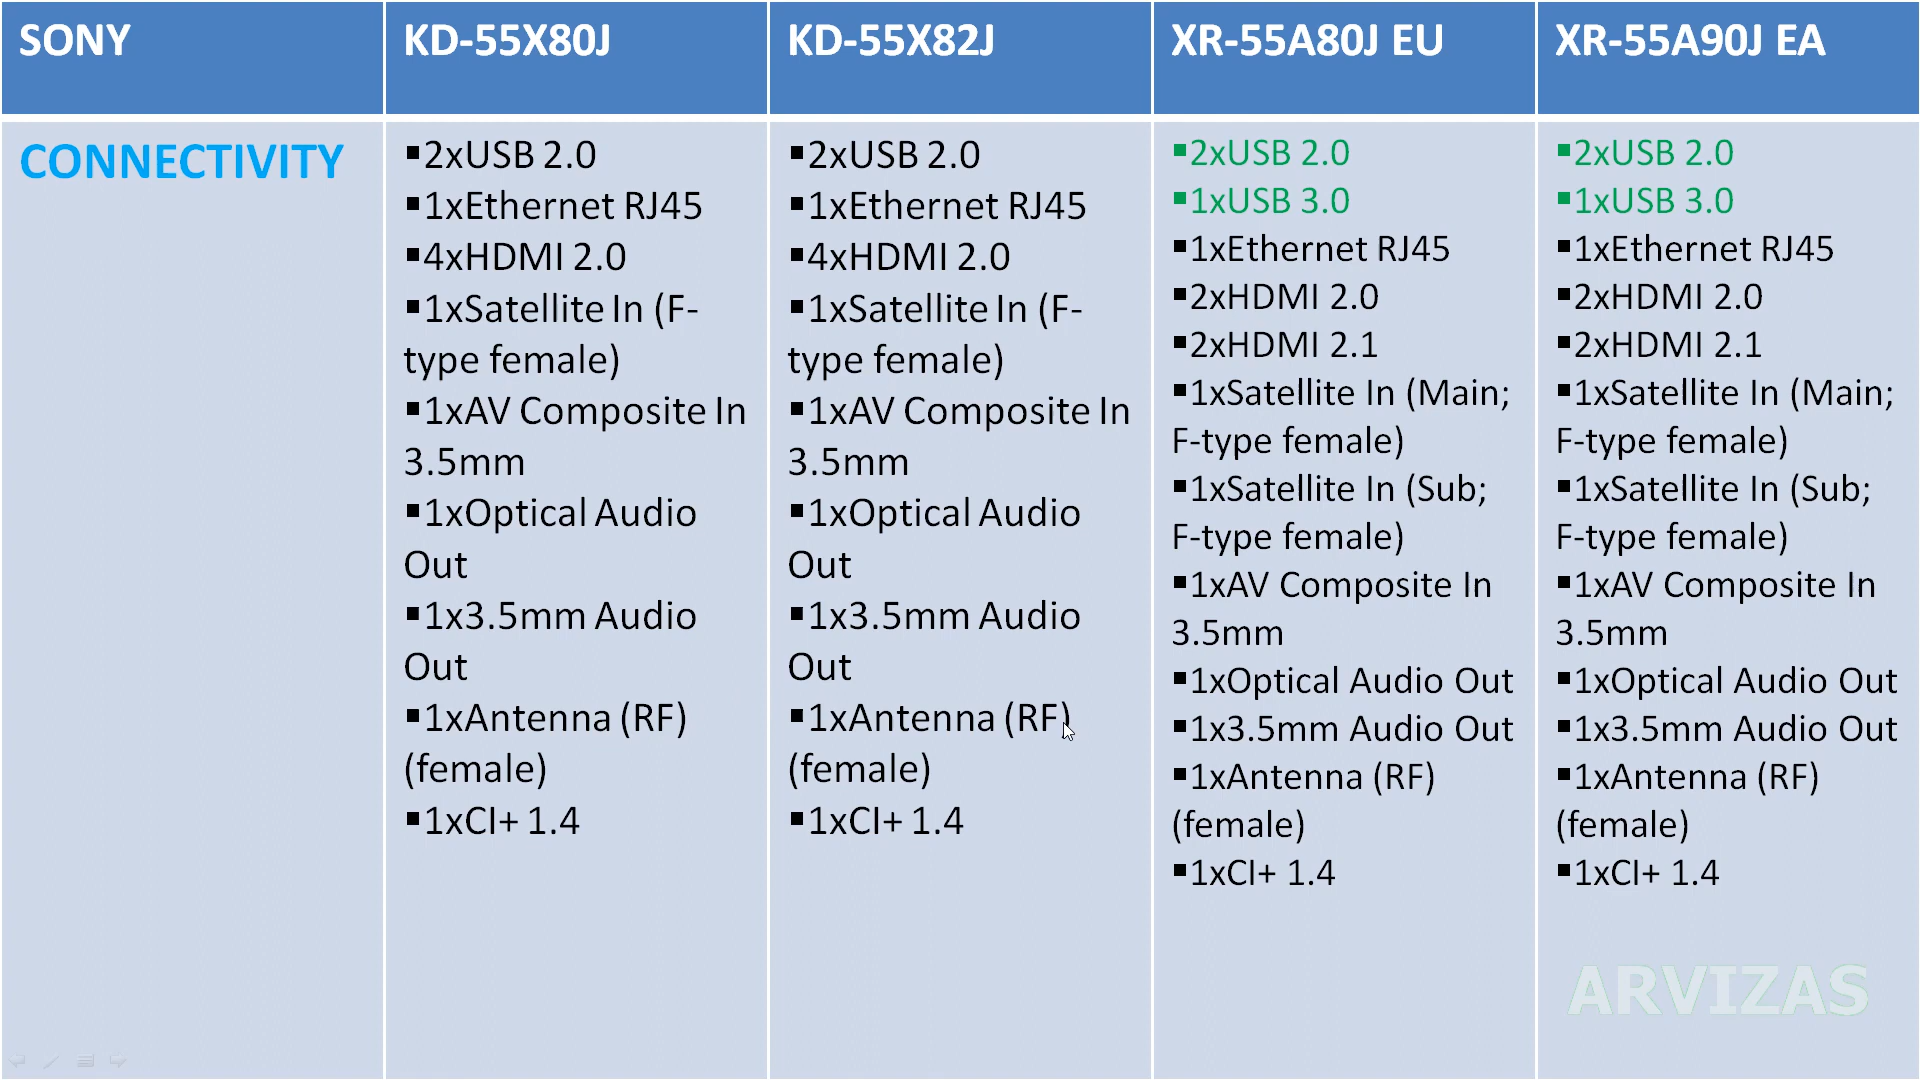 SONY
KD-55X80J
KD-55X82J
XR-55A80J EU
XR-55A90J EA
CONNECTIVITY
▪2xUSB 2.0
▪1xEthernet RJ45
▪4xHDMI 2.0
▪1xSatellite In (F-
type female)
▪1xAV Composite In
3.5mm
▪1xOptical Audio
Out
▪1x3.5mm Audio
Out
▪1xAntenna (RF)
(female)
▪1xCI+ 1.4
▪2xUSB 2.0
▪1xEthernet RJ45
▪4xHDMI 2.0
▪1xSatellite In (F-
type female)
▪1xAV Composite In
3.5mm
▪1xOptical Audio
Out
▪1x3.5mm Audio
Out
▪1xAntenna (RF)
(female)
▪1xCI+ 1.4
▪2xUSB 2.0
▪1xUSB 3.0
▪1xEthernet RJ45
▪2xHDMI 2.0
▪2xHDMI 2.1
▪1xSatellite In (Main;
F-type female)
▪1xSatellite In (Sub;
F-type female)
▪1xAV Composite In
3.5mm
▪1xOptical Audio Out
▪1x3.5mm Audio Out
▪1xAntenna (RF)
(female)
▪1xCI+ 1.4
▪2xUSB 2.0
▪1xUSB 3.0
▪1xEthernet RJ45
▪2xHDMI 2.0
▪2xHDMI 2.1
▪1xSatellite In (Main;
F-type female)
▪1xSatellite In (Sub;
F-type female)
▪1xAV Composite In
3.5mm
▪1xOptical Audio Out
▪1x3.5mm Audio Out
▪1xAntenna (RF)
(female)
▪1xCI+ 1.4
ARVIZAS